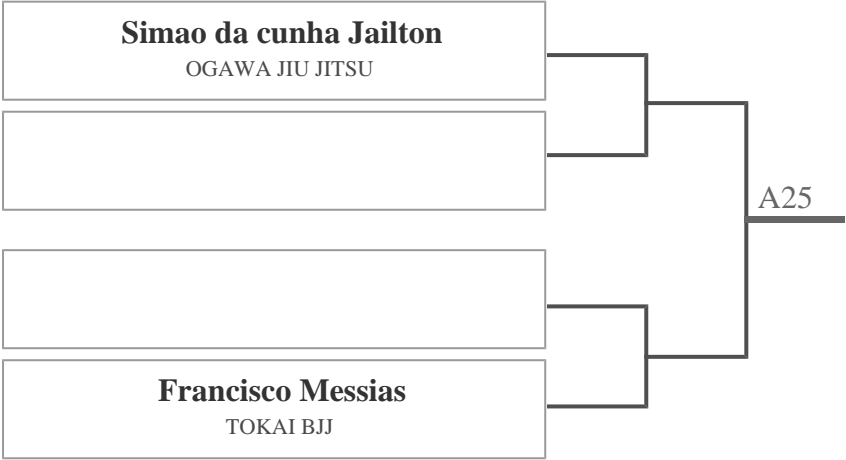 Simao da cunha Jailton
OGAWA JIU JITSU
A25
Francisco Messias
TOKAI BJJ